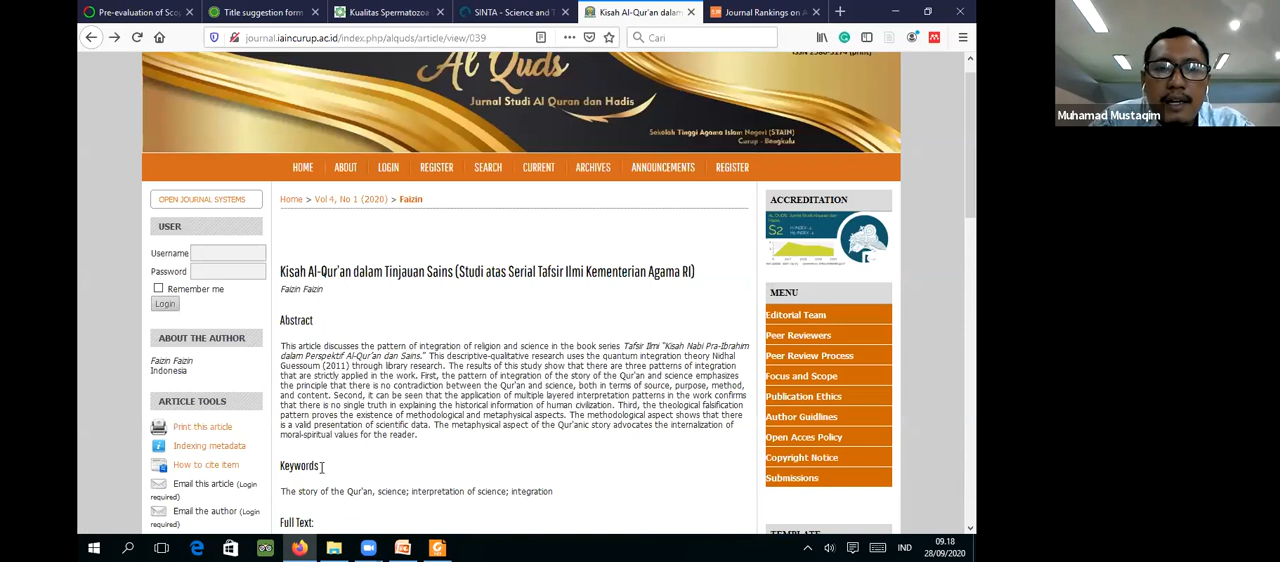 Pre-evaluation of Sco
Title suggestion form
Kualitas Spermatozoa
SINTA - Science and T
Kisah Al-Qur'an dalam
Journal Rankings on A
journal.iaincurup.ac.id/index.php/alquds/article/view/039
Cari
Al Quds
Jurnal Studi Al Quran dan Hadis
Sekolah Tinggi Agama Islam Negeri (STAIN)
Curup - Bengkulu
HOME ABOUT LOGIN REGISTER SEARCH CURRENT ARCHIVES ANNOUNCEMENTS REGISTER
OPEN JOURNAL SYSTEMS
USER
Username
Password
Remember me
Login
ABOUT THE AUTHOR
Faizin Faizin
Indonesia
ARTICLE TOOLS
Print this article
Indexing metadata
How to cite item
Email this article (Login
required)
Email the author (Login
required)
Home > Vol 4, No 1 (2020) > Faizin
Kisah Al-Qur'an dalam Tinjauan Sains (Studi atas Serial Tafsir Ilmi Kementerian Agama RI)
Faizin Faizin
Abstract
This article discusses the pattern of integration of religion and science in the book series Tafsir Ilmi "Kisah Nabi Pra-Ibrahim
dalam Perspektif Al-Qur'an dan Sains." This descriptive-qualitative research uses the quantum integration theory Nidhal
Guessoum (2011) through library research. The results of this study show that there are three patterns of integration
that are strictly applied in the work. First, the pattern of integration of the story of the Qur'an and science emphasizes
the principle that there is no contradiction between the Qur'an and science, both in terms of source, purpose, method,
and content. Second, it can be seen that the application of multiple layered interpretation patterns in the work confirms
that there is no single truth in explaining the historical information of human civilization. Third, the theological falsification
pattern proves the existence of methodological and metaphysical aspects. The methodological aspect shows that there
is a valid presentation of scientific data. The metaphysical aspect of the Qur'anic story advocates the internalization of
moral-spiritual values for the reader.
Keywords
The story of the Qur'an, science; interpretation of science; integration
Full Text:
ACCREDITATION
S2
MENU
Editorial Team
Peer Reviewers
Peer Review Process
Focus and Scope
Publication Ethics
Author Guidlines
Open Acces Policy
Copyright Notice
Submissions
TEMPLATE
IND
09.18
28/09/2020
Muhamad Mustaqim